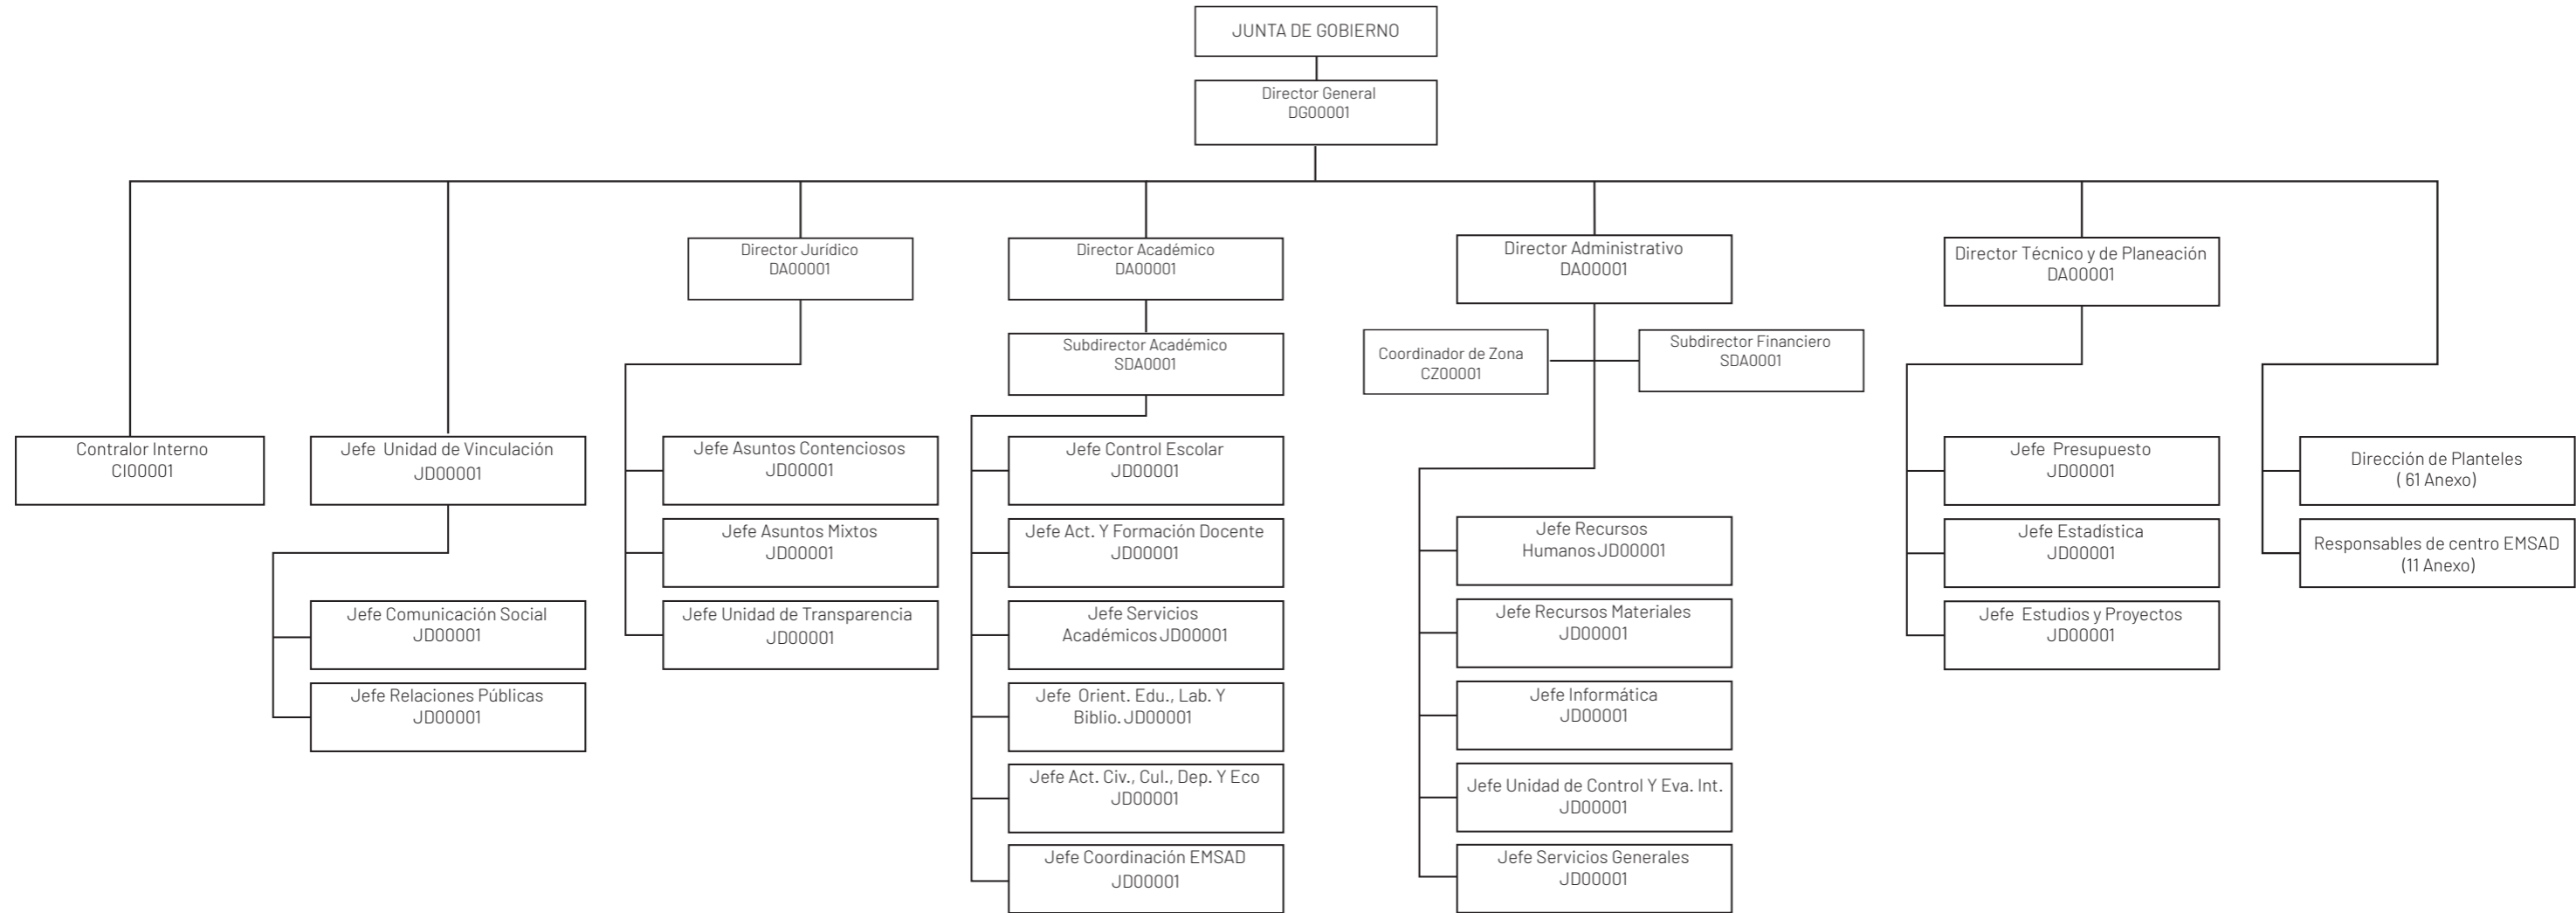 JUNTA DE GOBIERNO
Director General
DG00001
Director Jurídico
DA00001
Director Académico
DA00001
Director Administrativo
DA00001
Director Técnico y de Planeación
DA00001
Subdirector Académico
SDA0001
Coordinador de Zona
CZ00001
Subdirector Financiero
SDA0001
Contralor Interno
CI00001
Jefe Unidad de Vinculación
JD00001
Jefe Comunicación Social
JD00001
Jefe Relaciones Públicas
JD00001
Jefe Asuntos Contenciosos
JD00001
Jefe Asuntos Mixtos
JD00001
Jefe Unidad de Transparencia
JD00001
Jefe Control Escolar
JD00001
Jefe Act. Y Formación Docente
JD00001
Jefe Servicios
Académicos JD00001
Jefe Orient. Edu., Lab. Y
Biblio. JD00001
Jefe Act. Civ., Cul., Dep. Y Eco
JD00001
Jefe Coordinación EMSAD
JD00001
Jefe Recursos
Humanos JD00001
Jefe Recursos Materiales
JD00001
Jefe Informática
JD00001
Jefe Unidad de Control Y Eva. Int.
JD00001
Jefe Servicios Generales
JD00001
Jefe Presupuesto
JD00001
Jefe Estadística
JD00001
Jefe Estudios y Proyectos
JD00001
Dirección de Planteles
( 61 Anexo)
Responsables de centro EMSAD
(11 Anexo)